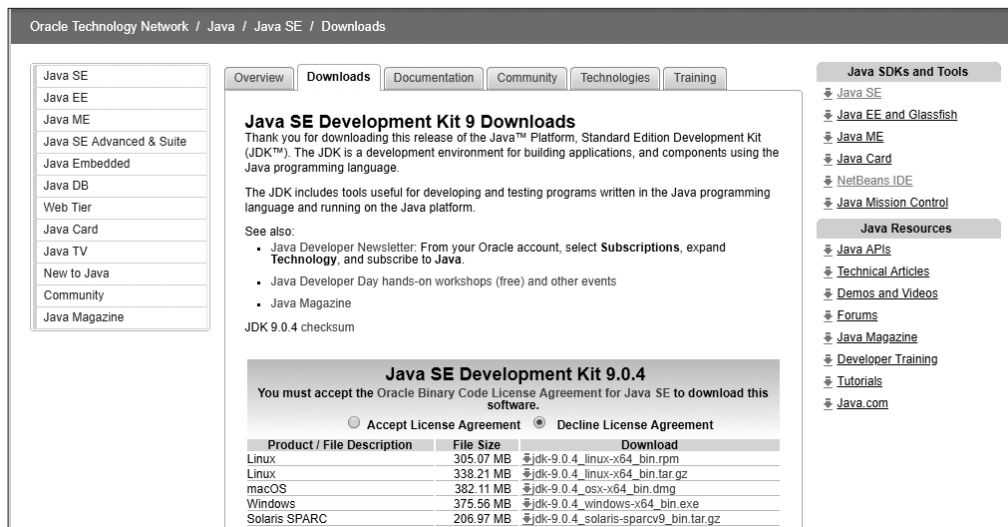 Oracle Technology Network / Java / Java SE / Downloads
Java SE
Java EE
Java ME
Java SE Advanced & Suite
Java Embedded
Java DB
Web Tier
Java Card
Java TV
New to Java
Community
Java Magazine
Overview Downloads Documentation Community Technologies Training
Java SE Development Kit 9 Downloads
Thank you for downloading this release of the Java™ Platform, Standard Edition Development Kit
(JDK™). The JDK is a development environment for building applications, and components using the
Java programming language.
The JDK includes tools useful for developing and testing programs written in the Java programming
language and running on the Java platform.
See also:
• Java Developer Newsletter: From your Oracle account, select Subscriptions, expand
Technology, and subscribe to Java.
• Java Developer Day hands-on workshops (free) and other events
• Java Magazine
JDK 9.0.4 checksum
Java SE Development Kit 9.0.4
You must accept the Oracle Binary Code License Agreement for Java SE to download this
software.
Accept License Agreement Decline License Agreement
Product / File Description File Size Download
Linux 305.07 MB jdk-9.0.4_linux-x64_bin.rpm
Linux 338.21 MB jdk-9.0.4_linux-x64_bin.tar.gz
macOS 382.11 MB jdk-9.0.4_osx-x64_bin.dmg
Windows 375.56 MB jdk-9.0.4_windows-x64_bin.exe
Solaris SPARC 206.97 MB jdk-9.0.4_solaris-sparcv9_bin.tar.gz
Java SDKs and Tools
Java SE
Java EE and Glassfish
Java ME
Java Card
NetBeans IDE
Java Mission Control
Java Resources
Java APIs
Technical Articles
Demos and Videos
Forums
Java Magazine
Developer Training
Tutorials
Java.com